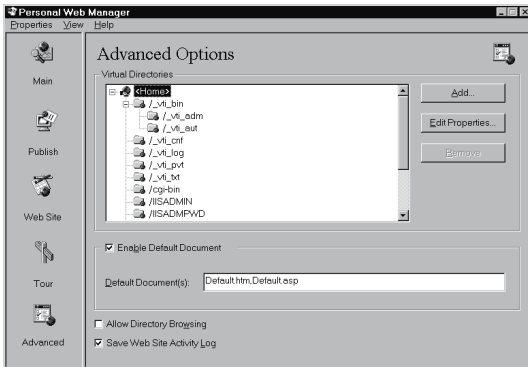 Personal Web Manager
Properties View Help
Main
Publish
Web Site
Tour
Advanced
Advanced Options
Virtual Directories
<Home>
/_vti_bin
/_vti_adm
/_vti_aut
/_vti_cnf
/_vti_log
/_vti_pvt
/_vti_txt
/cgi-bin
/IISADMIN
/IISADMPWD
Add...
Edit Properties...
Remove
Enable Default Document
Default Document(s): Default.htm,Default.asp
Allow Directory Browsing
Save Web Site Activity Log